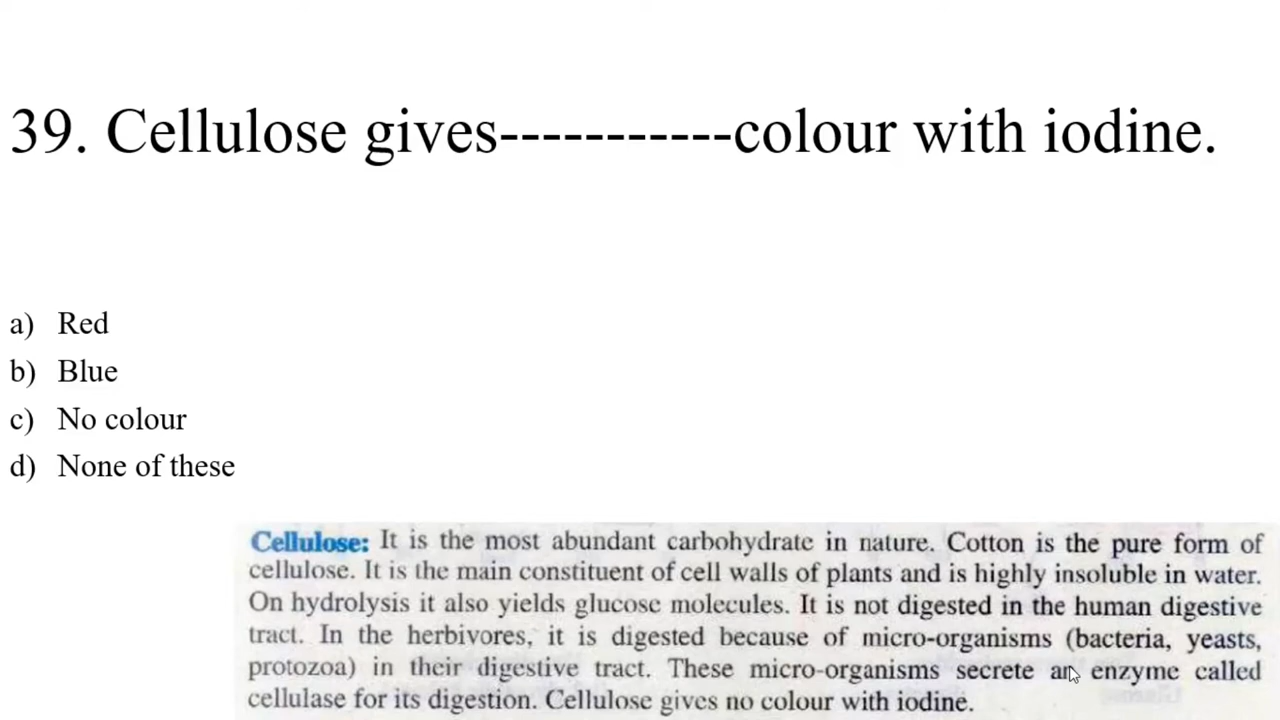 39. Cellulose gives-----------colour with iodine.
a) Red
b) Blue
c) No colour
d) None of these
Cellulose: It is the most abundant carbohydrate in nature. Cotton is the pure form of
cellulose. It is the main constituent of cell walls of plants and is highly insoluble in water.
On hydrolysis it also yields glucose molecules. It is not digested in the human digestive
tract. In the herbivores, it is digested because of micro-organisms (bacteria, yeasts,
protozoa) in their digestive tract. These micro-organisms secrete an enzyme called
cellulase for its digestion. Cellulose gives no colour with iodine.